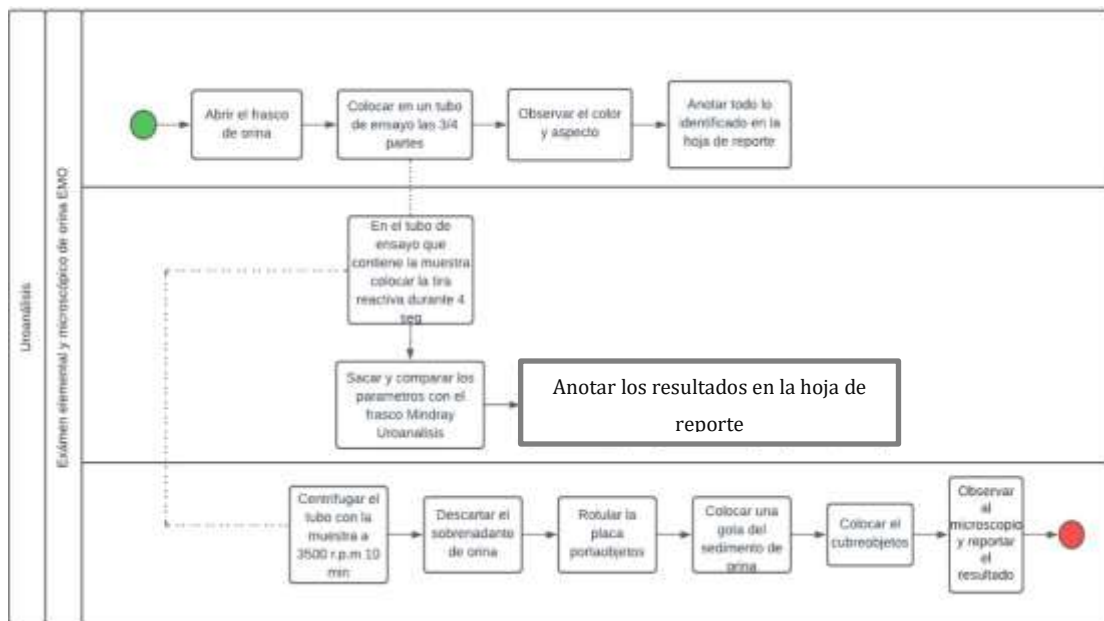 Uroanálisis
Exámen elemental y microscópico de orina EMO
Abrir el frasco
de orina
Colocar en un tubo
de ensayo las 3/4
partes
Observar el color
y aspecto
Anotar todo lo
identificado en la
hoja de reporte
En el tubo de
ensayo que
contiene la muestra
colocar la tira
reactiva durante 4
seg
Sacar y comparar los
parametros con el
frasco Mindray
Uroanalisis
Anotar los resultados en la hoja de
reporte
Centrifugar el
tubo con la
muestra a
3500 r.p.m 10
min
Descartar el
sobrenadante
de orina
Rotular la
placa
portaobjetos
Colocar una
gota del
sedimento de
orina
Colocar el
cubreobjetos
Observar
al
microscopio
y reportar
el
resultado